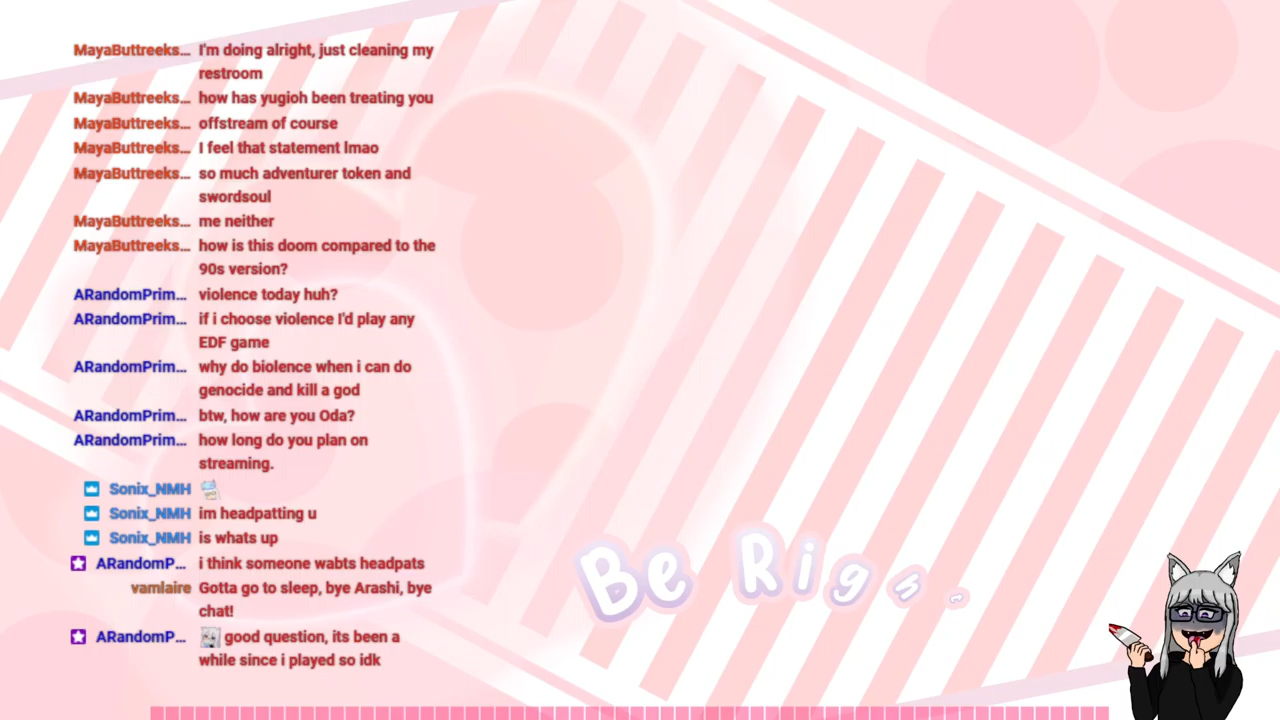 MayaButtreeks... I'm doing alright, just cleaning my
restroom
MayaButtreeks... how has yugioh been treating you
MayaButtreeks... offstream of course
MayaButtreeks... I feel that statement lmao
MayaButtreeks... so much adventurer token and
swordsoul
MayaButtreeks... me neither
MayaButtreeks... how is this doom compared to the
90s version?
ARandomPrim... violence today huh?
ARandomPrim... if i choose violence I'd play any
EDF game
ARandomPrim... why do biolence when i can do
genocide and kill a god
ARandomPrim... btw, how are you Oda?
ARandomPrim... how long do you plan on
streaming.
Sonix_NMH
Sonix_NMH im headpatting u
Sonix_NMH is whats up
ARandomP... i think someone wabts headpats
vamlaire Gotta go to sleep, bye Arashi, bye
chat!
ARandomP... good question, its been a
while since i played so idk
Be Righ